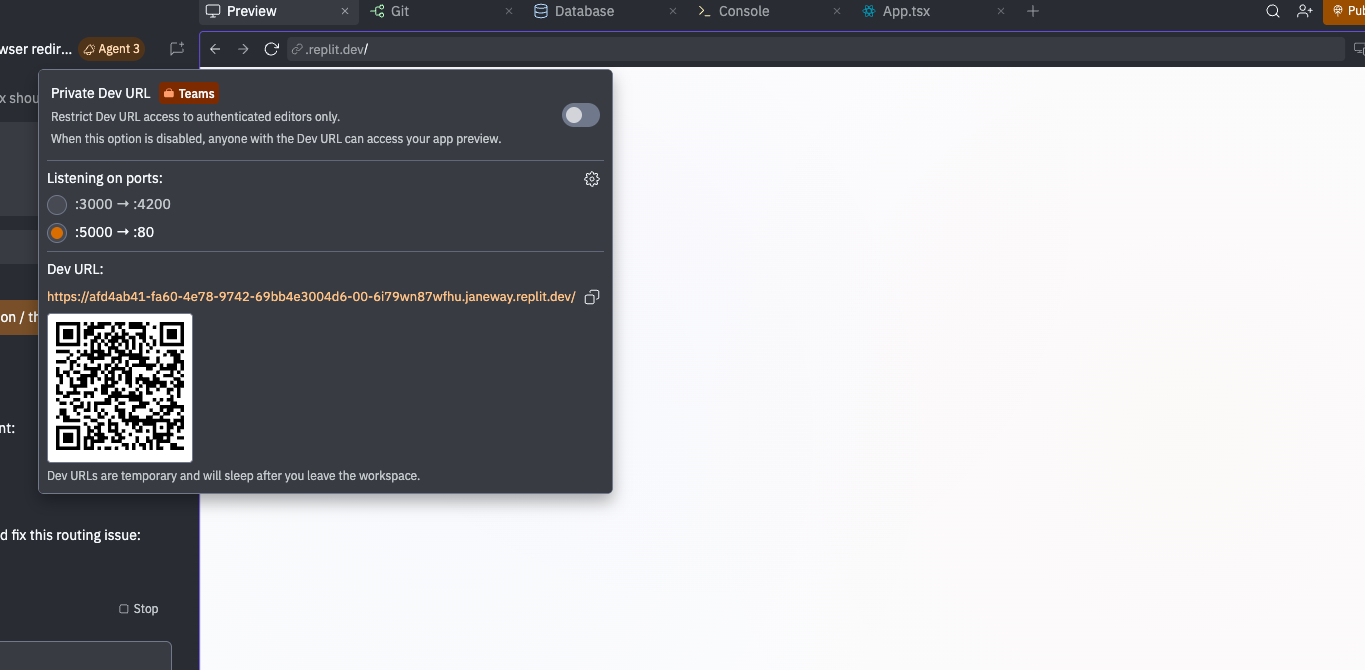 Preview
Git
Database
Console
App.tsx
Pub
wser redir...
Agent 3
.replit.dev/
x shou
Private Dev URL
Teams
Restrict Dev URL access to authenticated editors only.
When this option is disabled, anyone with the Dev URL can access your app preview.
Listening on ports:
:3000 → :4200
:5000 → :80
Dev URL:
https://afd4ab41-fa60-4e78-9742-69bb4e3004d6-00-6i79wn87wfhu.janeway.replit.dev/
on / th
nt:
Dev URLs are temporary and will sleep after you leave the workspace.
d fix this routing issue:
Stop